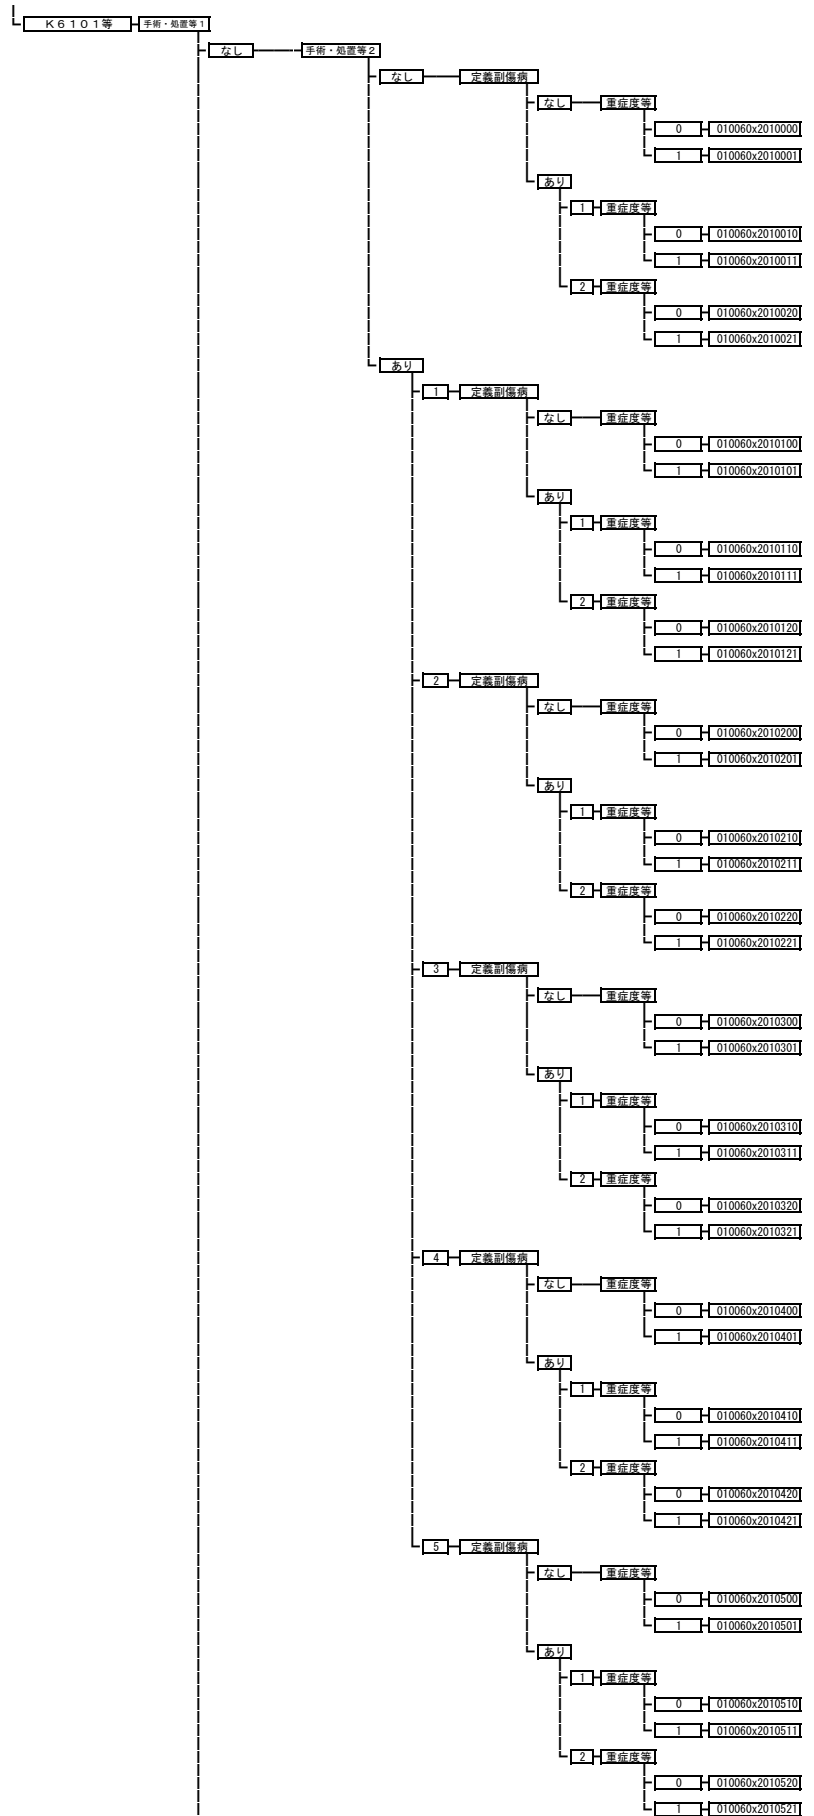 Ｋ６１０１等 手術・処置等１
なし 手術・処置等２
なし 定義副傷病
なし 重症度等
0 010060x2010000
1 010060x2010001
あり
1 重症度等
0 010060x2010010
1 010060x2010011
2 重症度等
0 010060x2010020
1 010060x2010021
あり
1 定義副傷病
なし 重症度等
0 010060x2010100
1 010060x2010101
あり
1 重症度等
0 010060x2010110
1 010060x2010111
2 重症度等
0 010060x2010120
1 010060x2010121
2 定義副傷病
なし 重症度等
0 010060x2010200
1 010060x2010201
あり
1 重症度等
0 010060x2010210
1 010060x2010211
2 重症度等
0 010060x2010220
1 010060x2010221
3 定義副傷病
なし 重症度等
0 010060x2010300
1 010060x2010301
あり
1 重症度等
0 010060x2010310
1 010060x2010311
2 重症度等
0 010060x2010320
1 010060x2010321
4 定義副傷病
なし 重症度等
0 010060x2010400
1 010060x2010401
あり
1 重症度等
0 010060x2010410
1 010060x2010411
2 重症度等
0 010060x2010420
1 010060x2010421
5 定義副傷病
なし 重症度等
0 010060x2010500
1 010060x2010501
あり
1 重症度等
0 010060x2010510
1 010060x2010511
2 重症度等
0 010060x2010520
1 010060x2010521